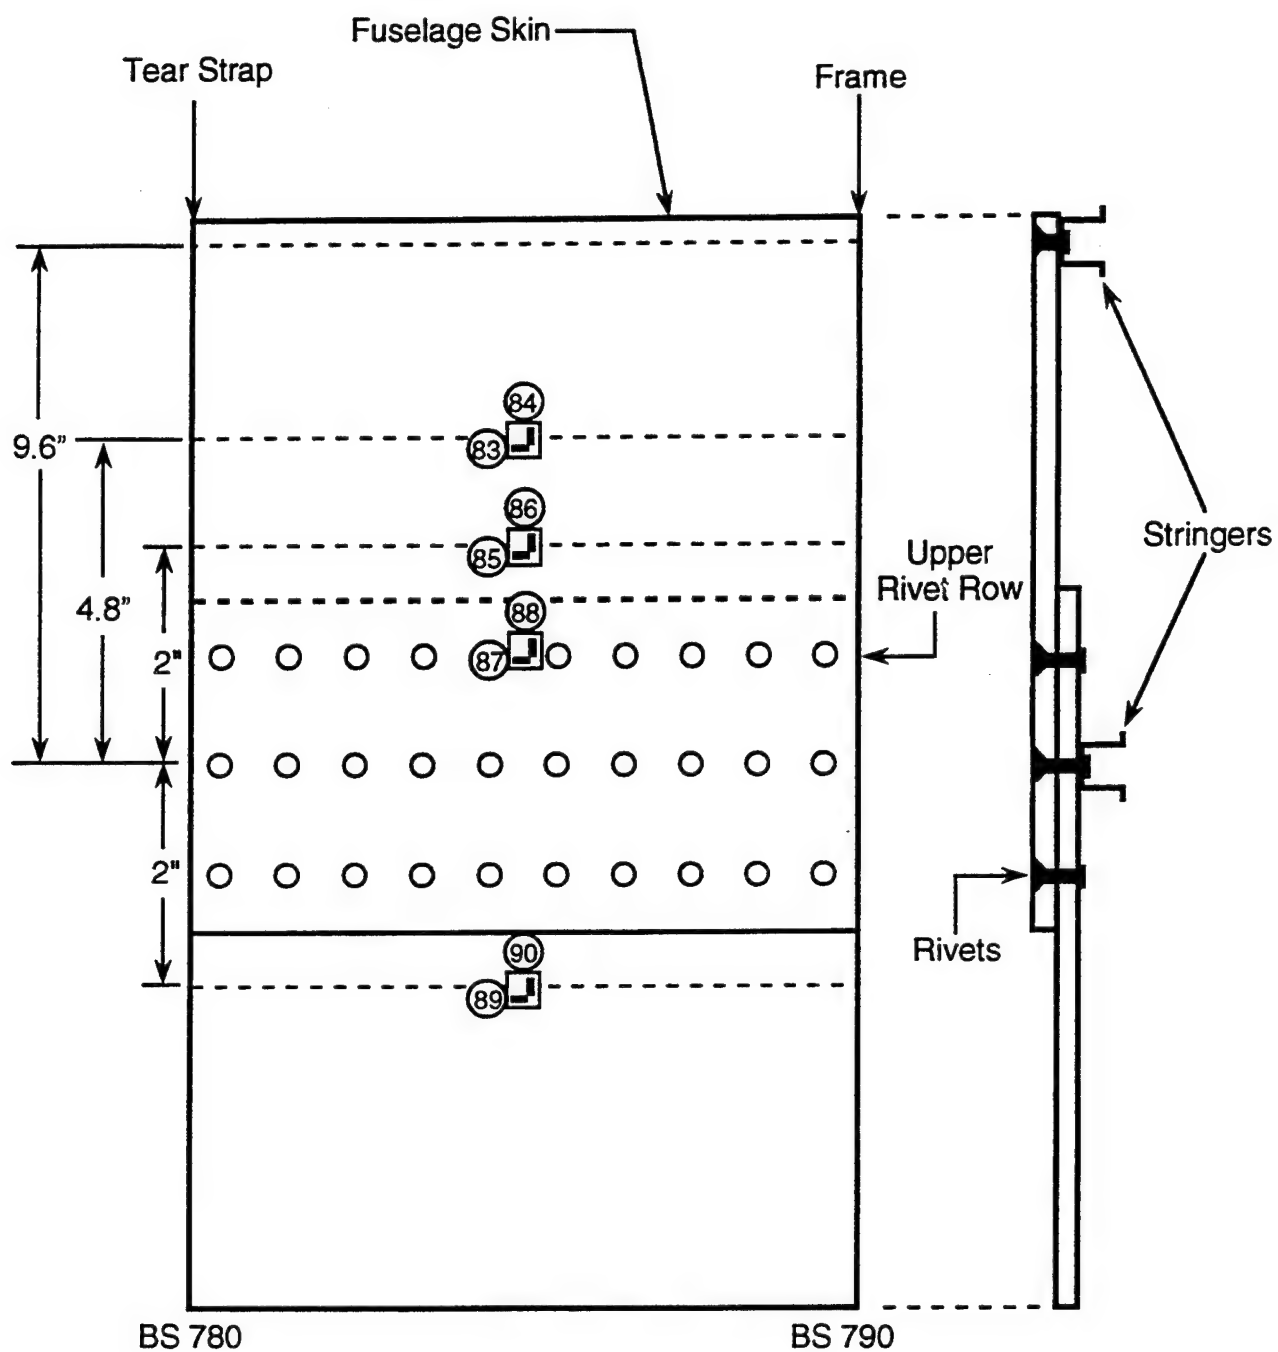 Fuselage Skin
Tear Strap
Frame
84
83
9.6"
86
85
Stringers
Upper
Rivet Row
4.8"
88
87
2"
2"
90
89
Rivets
BS 780
BS 790